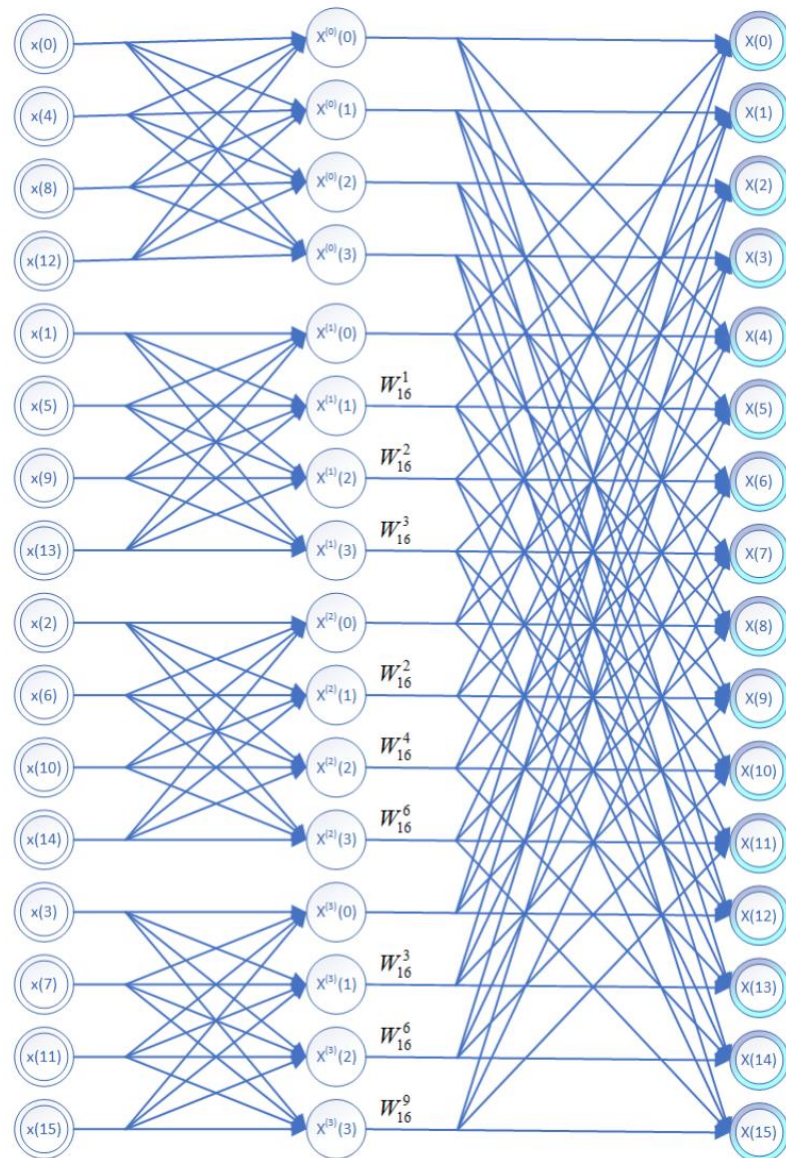 x(0) X⁽⁰⁾(0) X(0)
x(4) X⁽⁰⁾(1) X(1)
x(8) X⁽⁰⁾(2) X(2)
x(12) X⁽⁰⁾(3) X(3)
x(1) X⁽¹⁾(0) X(4)
x(5) X⁽¹⁾(1) W₁₆¹ X(5)
x(9) X⁽¹⁾(2) W₁₆² X(6)
x(13) X⁽¹⁾(3) W₁₆³ X(7)
x(2) X⁽²⁾(0) X(8)
x(6) X⁽²⁾(1) W₁₆² X(9)
x(10) X⁽²⁾(2) W₁₆⁴ X(10)
x(14) X⁽²⁾(3) W₁₆⁶ X(11)
x(3) X⁽³⁾(0) X(12)
x(7) X⁽³⁾(1) W₁₆³ X(13)
x(11) X⁽³⁾(2) W₁₆⁶ X(14)
x(15) X⁽³⁾(3) W₁₆⁹ X(15)